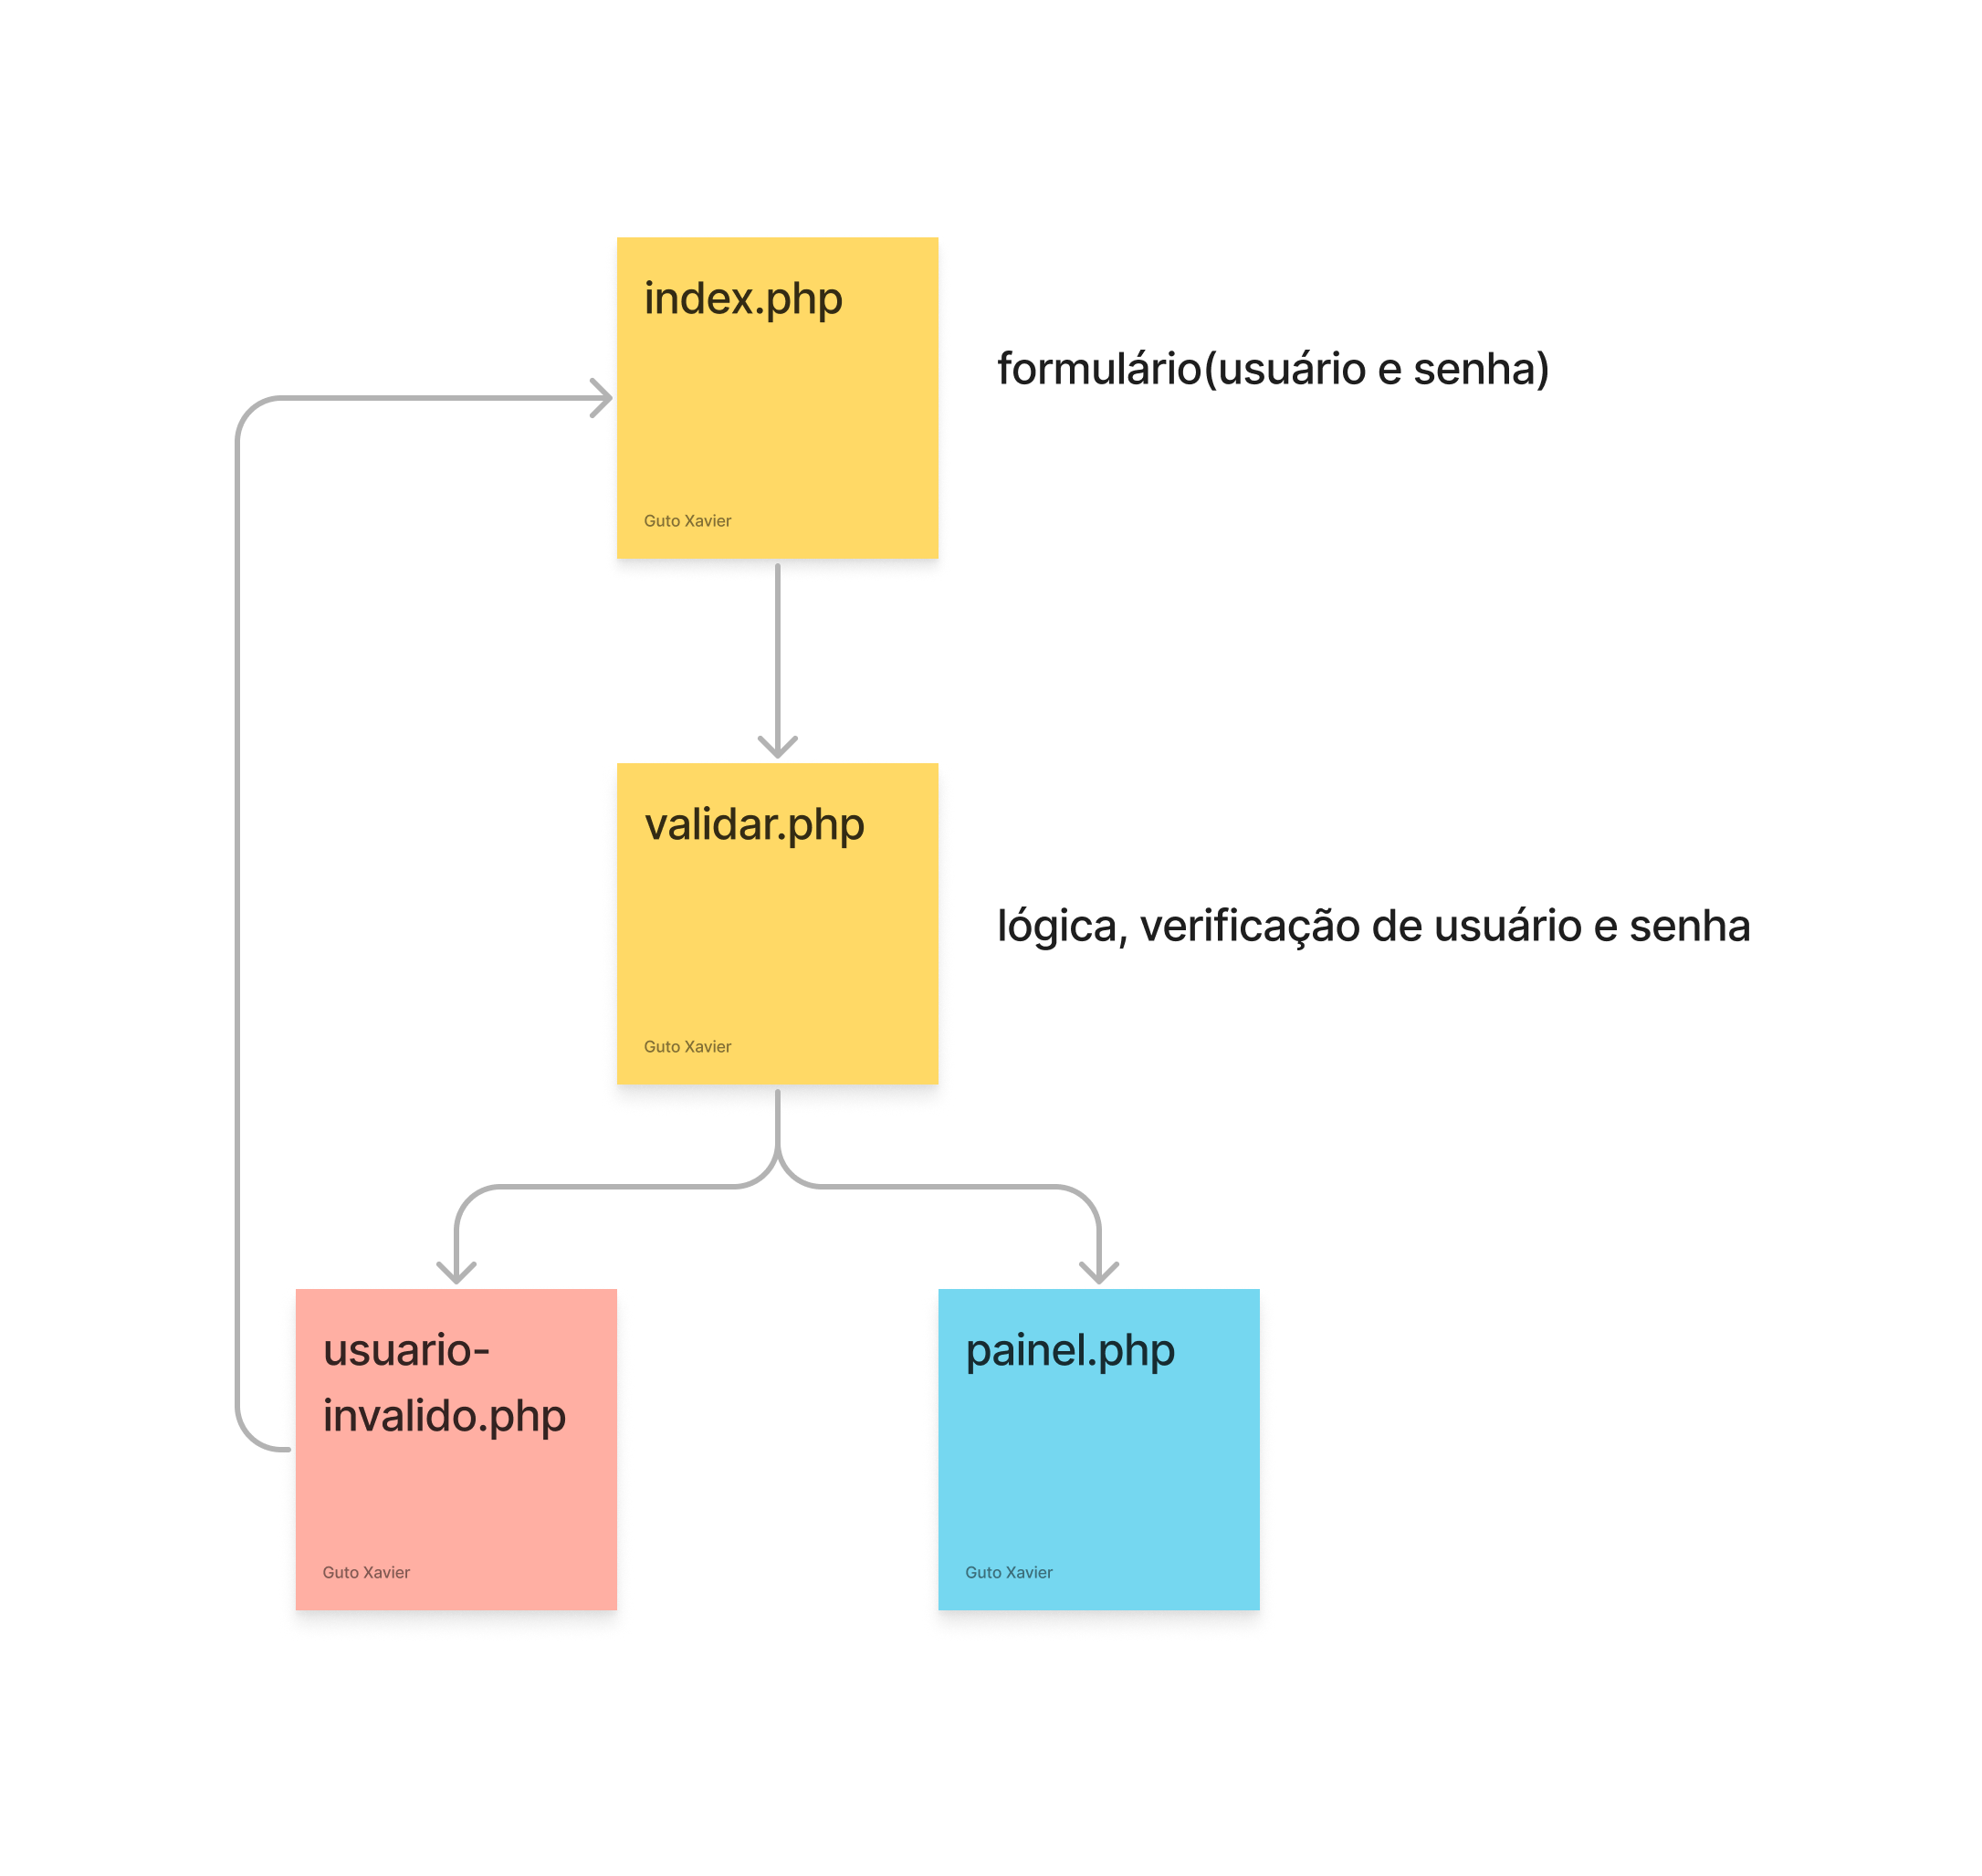 index.php
formulário(usuário e senha)
Guto Xavier
validar.php
lógica, verificação de usuário e senha
Guto Xavier
usuario-
invalido.php
Guto Xavier
painel.php
Guto Xavier